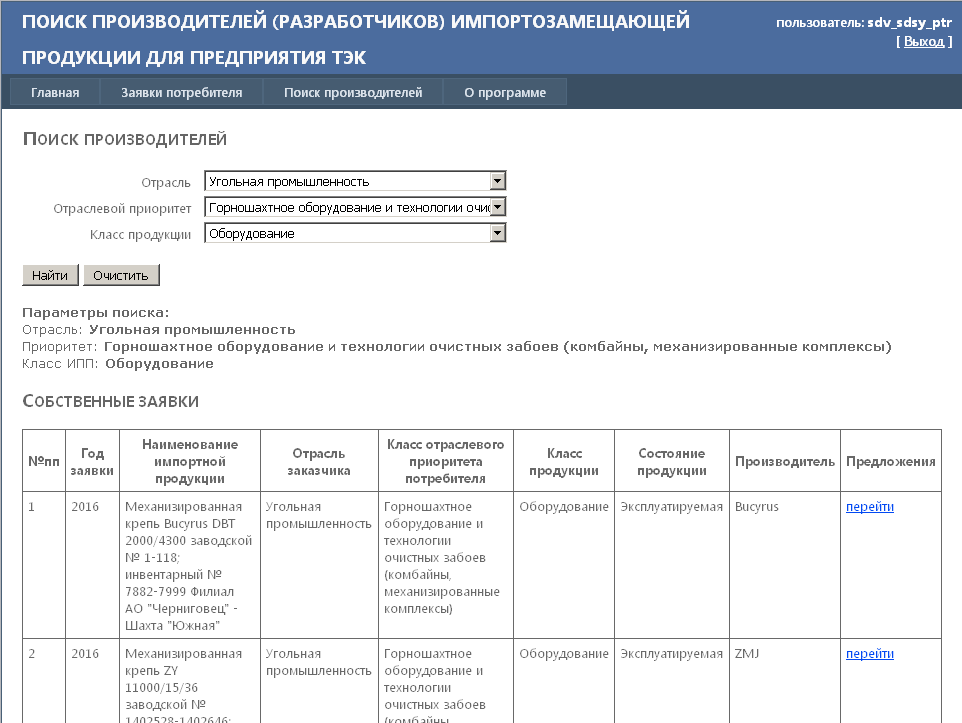 ПОИСК ПРОИЗВОДИТЕЛЕЙ (РАЗРАБОТЧИКОВ) ИМПОРТОЗАМЕЩАЮЩЕЙ
ПРОДУКЦИИ ДЛЯ ПРЕДПРИЯТИЯ ТЭК
пользователь: sdv_sdsy_ptr
[ Выход ]
Главная Заявки потребителя Поиск производителей О программе
Поиск производителей
Отрасль Угольная промышленность
Отраслевой приоритет Горношахтное оборудование и технологии очис
Класс продукции Оборудование
Найти Очистить
Параметры поиска:
Отрасль: Угольная промышленность
Приоритет: Горношахтное оборудование и технологии очистных забоев (комбайны, механизированные комплексы)
Класс ИПП: Оборудование
Собственные заявки
№пп
Год
заявки
Наименование
импортной
продукции
Отрасль
заказчика
Класс отраслевого
приоритета
потребителя
Класс
продукции
Состояние
продукции
Производитель
Предложения
1
2016
Механизированная
крепь Bucyrus DBT
2000/4300 заводской
№ 1-118;
инвентарный №
7882-7999 Филиал
АО "Черниговец" -
Шахта "Южная"
Угольная
промышленность
Горношахтное
оборудование и
технологии
очистных забоев
(комбайны,
механизированные
комплексы)
Оборудование
Эксплуатируемая
Bucyrus
перейти
2
2016
Механизированная
крепь ZY
11000/15/36
заводской №
1402528-1402646;
Угольная
промышленность
Горношахтное
оборудование и
технологии
очистных забоев
(комбайны,
Оборудование
Эксплуатируемая
ZMJ
перейти